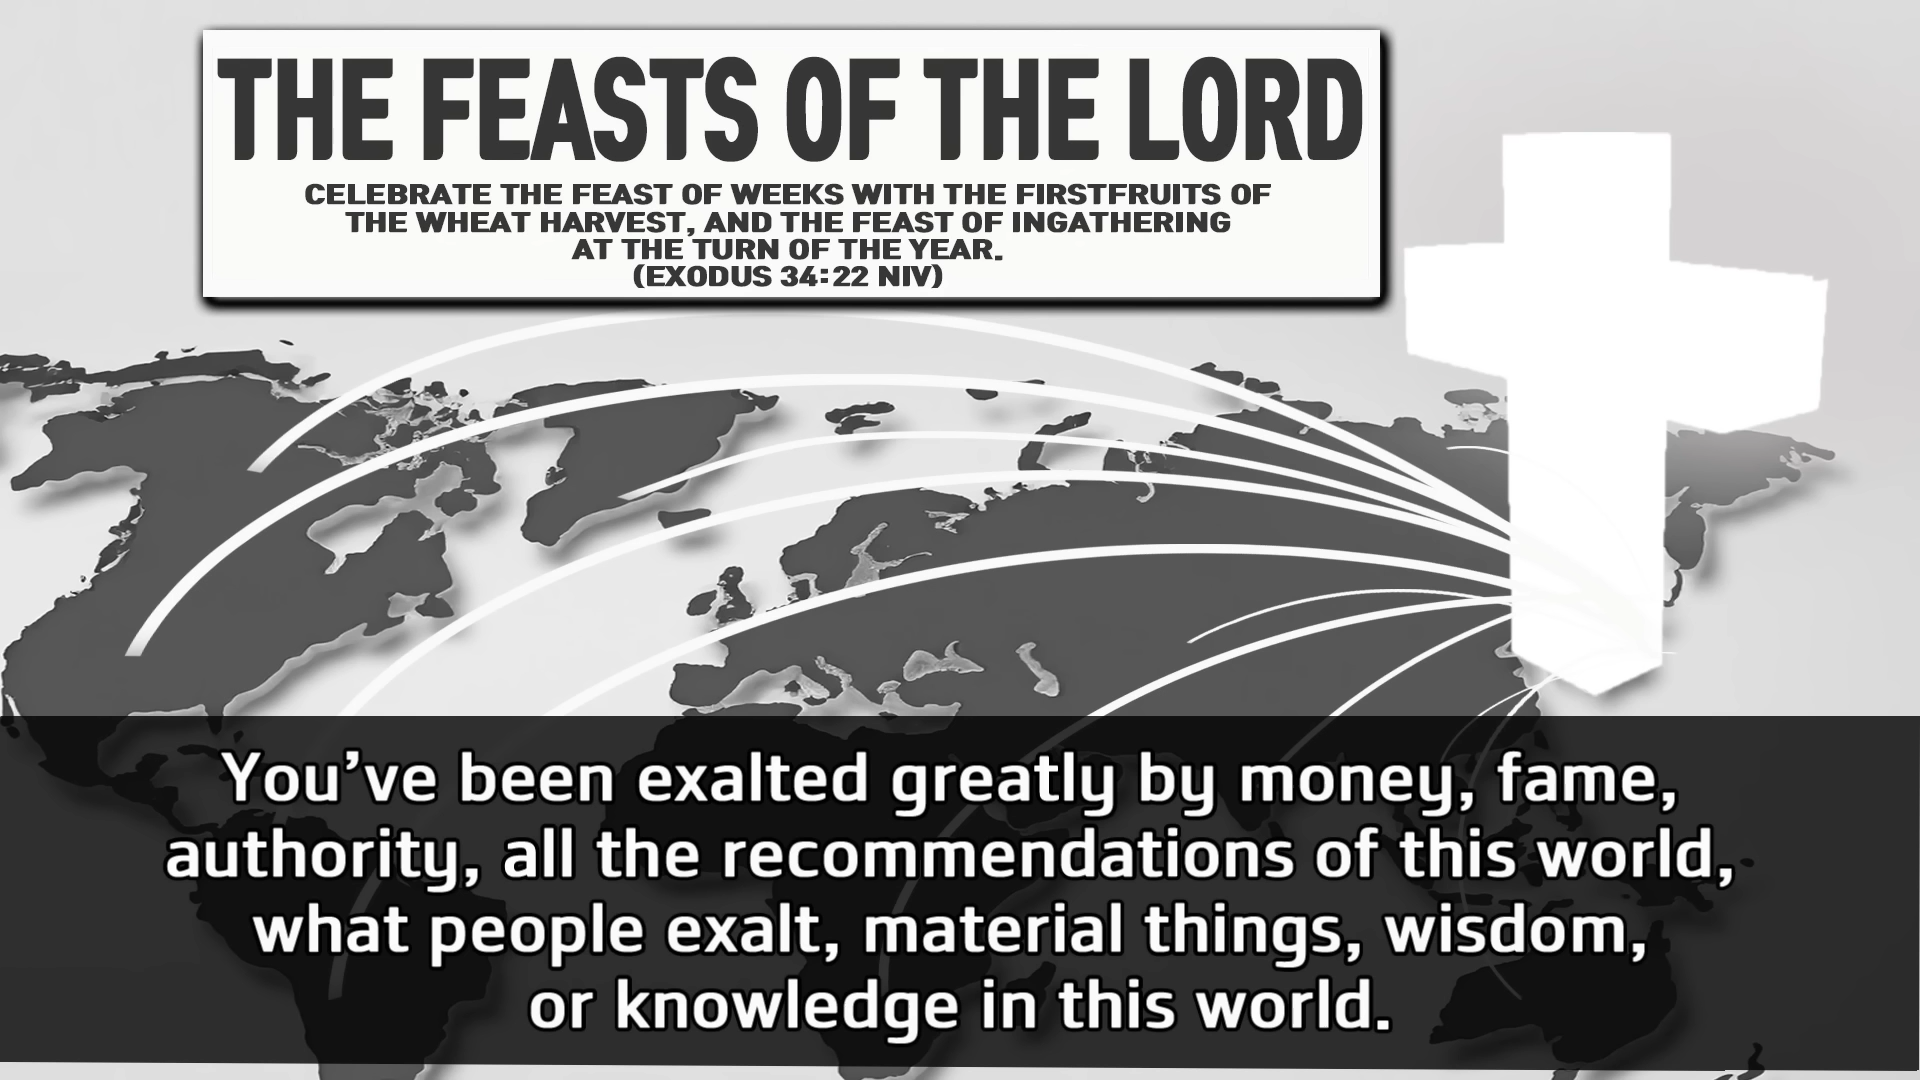 THE FEASTS OF THE LORD
CELEBRATE THE FEAST OF WEEKS WITH THE FIRSTFRUITS OF
THE WHEAT HARVEST, AND THE FEAST OF INGATHERING
AT THE TURN OF THE YEAR.
(EXODUS 34:22 NIV)
You’ve been exalted greatly by money, fame,
authority, all the recommendations of this world,
what people exalt, material things, wisdom,
or knowledge in this world.